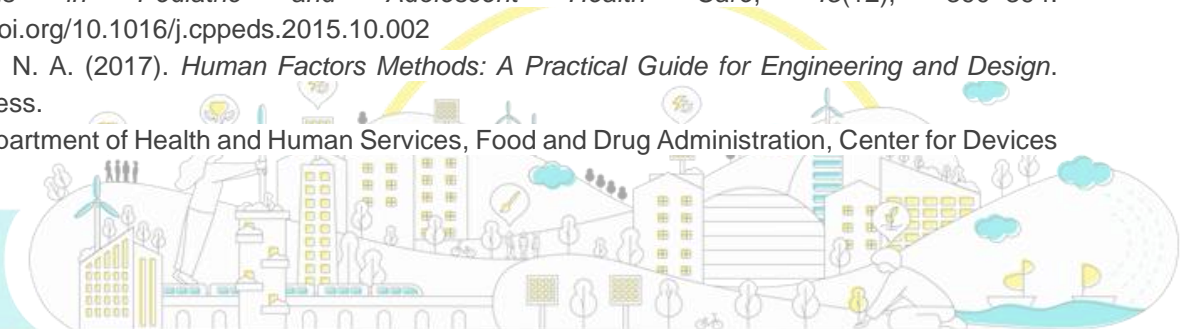 in Pediatric and Adolescent Health Care,
oi.org/10.1016/j.cppeds.2015.10.002
N. A. (2017). Human Factors Methods: A Practical Guide for Engineering and Design.
ess.
partment of Health and Human Services, Food and Drug Administration, Center for Devices